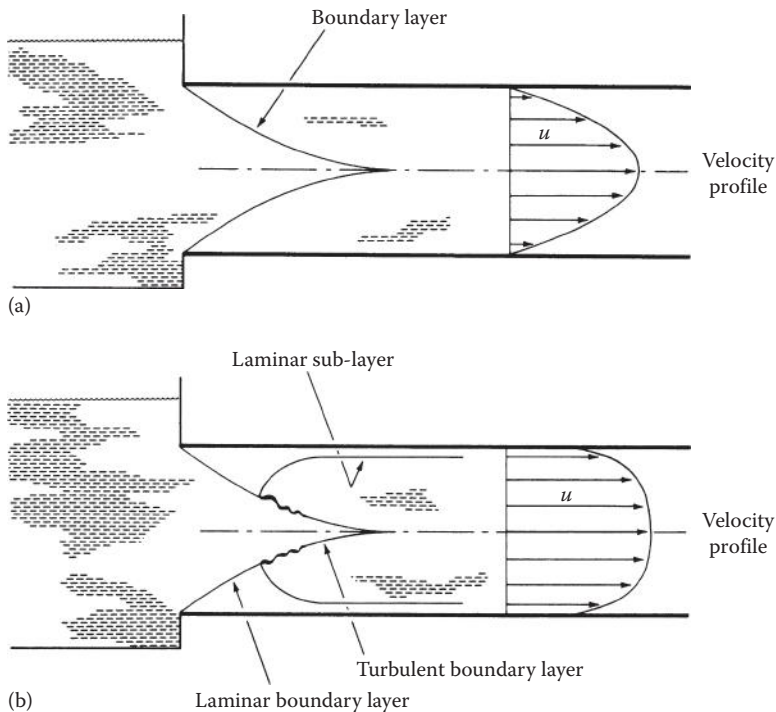 Boundary layer
u
Velocity
profile
(a)
Laminar sub-layer
u
Velocity
profile
Turbulent boundary layer
Laminar boundary layer
(b)